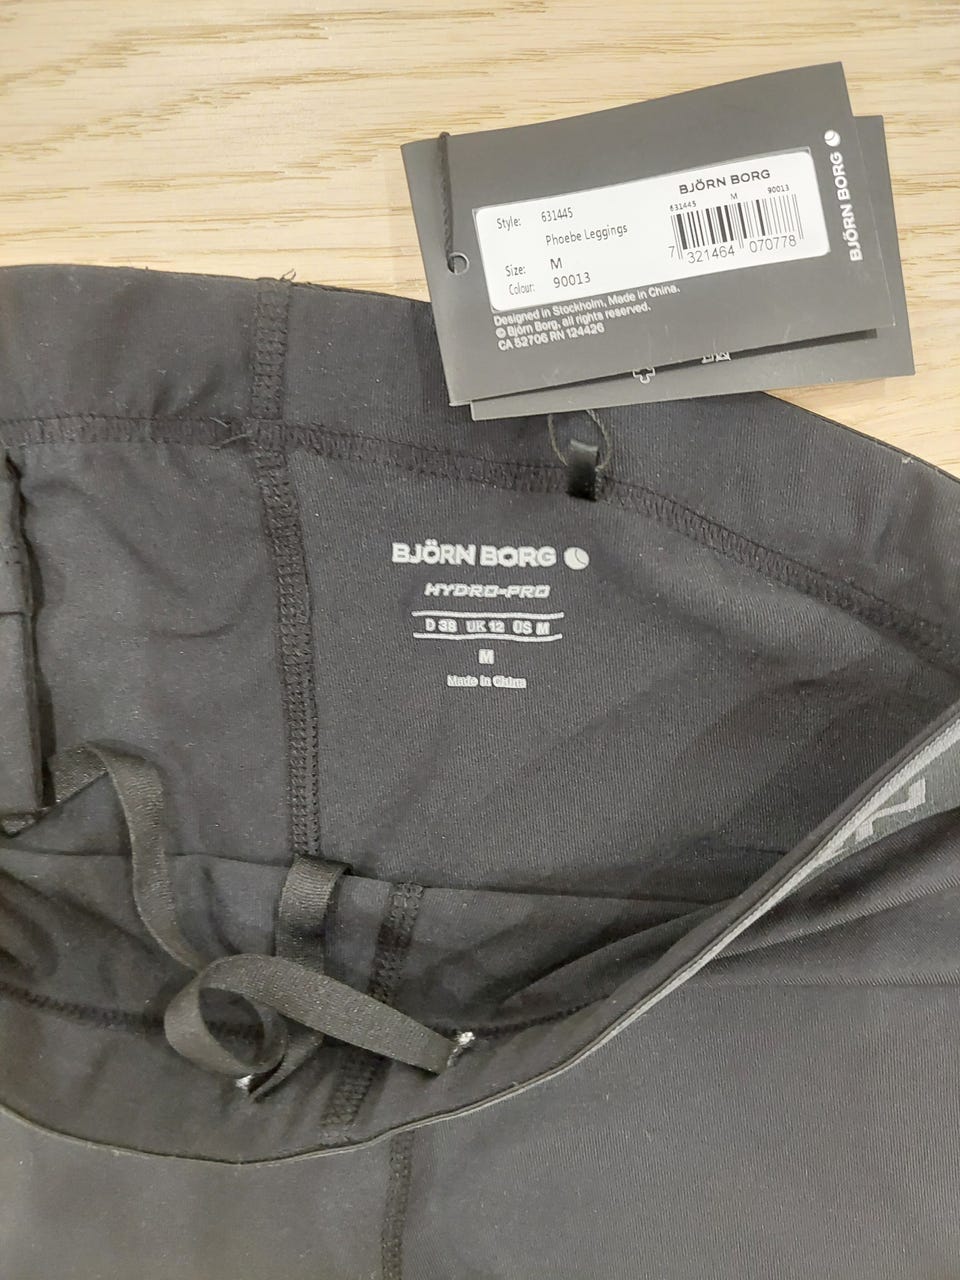 BJÖRN BORG
631445 M 90013
7 321464 070778
Style: 631445
Phoebe Leggings
Size: M
Colour: 90013
Designed in Stockholm, Made in China.
© Björn Borg, all rights reserved.
CA 52706 RN 124426
BJÖRN BORG
BJÖRN BORG
HYDRO-PRO
D 38 UK 12 US M
M
Made in China